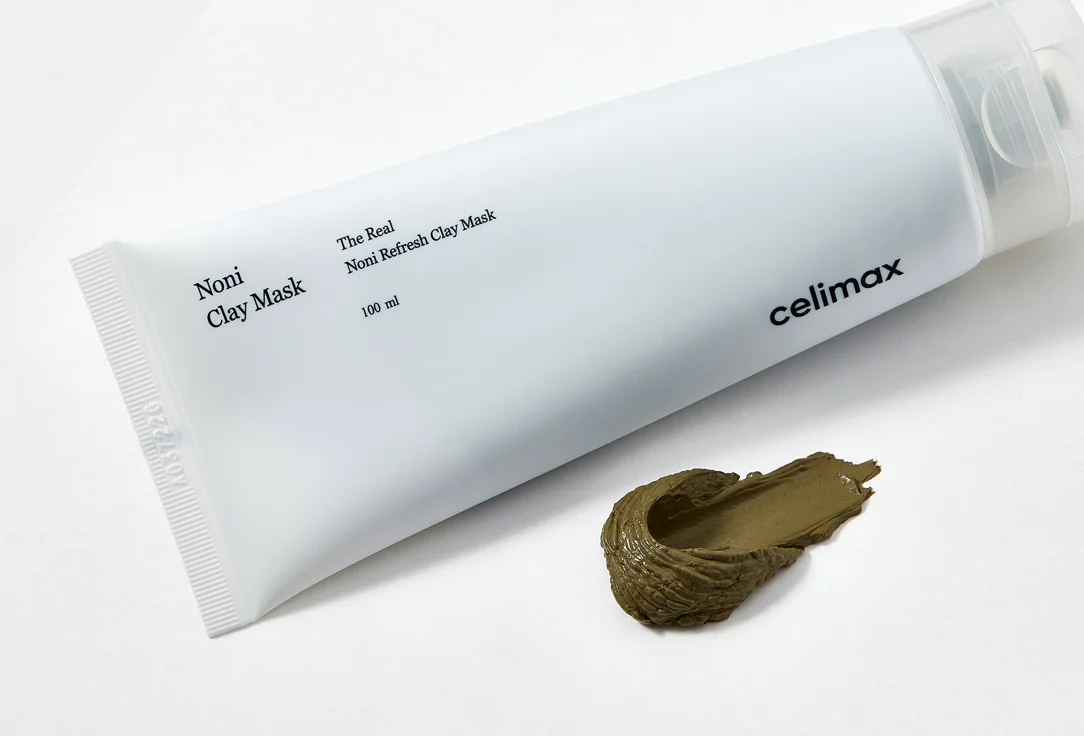 Noni
Clay Mask
The Real
Noni Refresh Clay Mask
100 ml
celimax